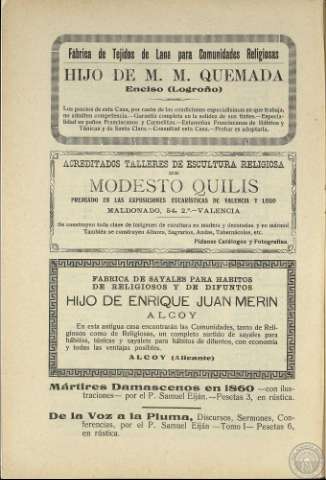 Fábrica de Tejidos de Lana para Comunidades Religiosas
HIJO DE M. M. QUEMADA
Enciso (Logroño)
Los precios de esta Casa, por razón de las condiciones especialísimas en que trabaja,
no admiten competencia.—Garantía completa en la solidez de sus tintes.—Especia-
lidad en paños Franciscanos y Carmelitas.—Estameñas Franciscanas de Hábitos y
Túnicas y de Santa Clara.—Consultad esta Casa.—Probar es adoptarla.
ACREDITADOS TALLERES DE ESCULTURA RELIGIOSA
DE
MODESTO QUILIS
PREMIADO EN LAS EXPOSICIONES EUCARÍSTICAS DE VALENCIA Y LUGO
MALDONADO, 54, 2.º—VALENCIA
Se construyen toda clase de imágenes de escultura en madera y decoradas y en mármol
También se construyen Altares, Sagrarios, Andas, Tabernáculos, etc.
Pídanse Catálogos y Fotografías
FABRICA DE SAYALES PARA HABITOS
DE RELIGIOSOS Y DE DIFUNTOS
HIJO DE ENRIQUE JUAN MERIN
ALCOY
En esta antigua casa encontrarán las Comunidades, tanto de Reli-
giosos como de Religiosas, un completo surtido de sayales para
hábitos, túnicas y sayales para hábitos de difuntos, con economía
y todas las ventajas posibles.
ALCOY (Alicante)
Mártires Damascenos en 1860 —con ilus-
traciones— por el P. Samuel Eiján.—Pesetas 3, en rústica.
De la Voz a la Pluma, Discursos, Sermones, Con-
ferencias, por el P. Samuel Eiján —Tomo I— Pesetas 6,
en rústica.